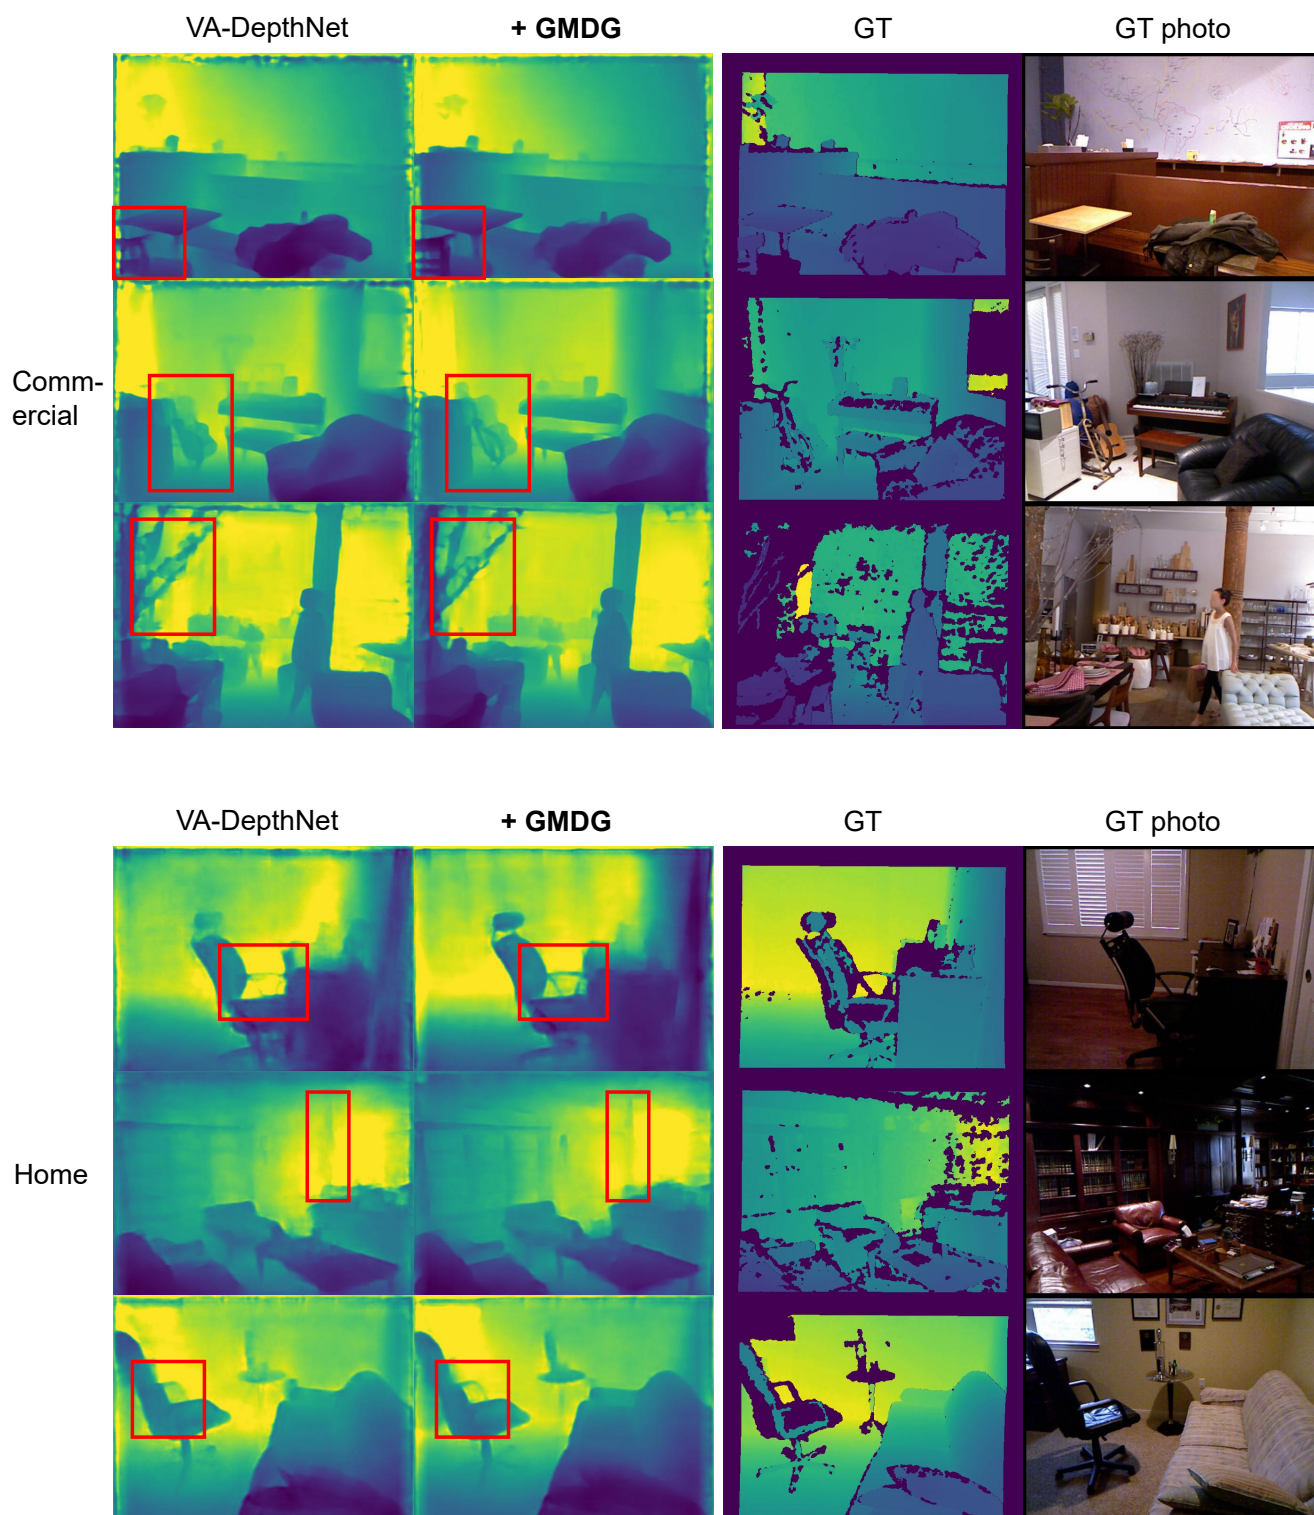 VA-DepthNet + GMDG GT GT photo
Comm-
ercial
VA-DepthNet + GMDG GT GT photo
Home